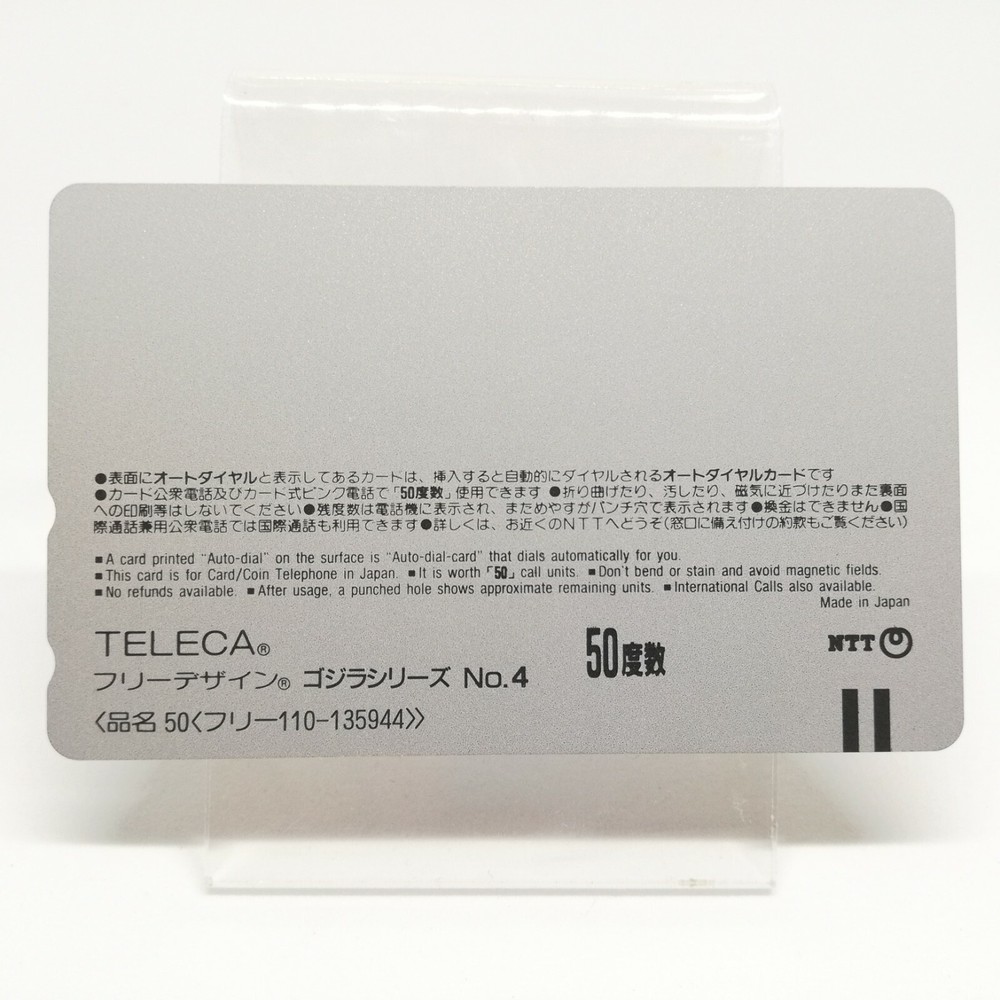 ●表面にオートダイヤルと表示してあるカードは、挿入すると自動的にダイヤルされるオートダイヤルカードです
●カード公衆電話及びカード式ピンク電話で「50度数」使用できます ●折り曲げたり、汚したり、磁気に近づけたりまた裏面
への印刷等はしないでください●残度数は電話機に表示され、まためやすがパンチ穴で表示されます●換金はできません●国
際通話兼用公衆電話では国際通話も利用できます●詳しくは、お近くのNTTへどうぞ(窓口に備え付けの約款もご覧ください)
■A card printed "Auto-dial" on the surface is "Auto-dial-card" that dials automatically for you.
■This card is for Card/Coin Telephone in Japan. ■It is worth「50」call units. ■Don't bend or stain and avoid magnetic fields.
■No refunds available. ■After usage, a punched hole shows approximate remaining units. ■International Calls also available.
Made in Japan
TELECA®
50度数
NTT
フリーデザイン® ゴジラシリーズ No.4
〈品名 50〈フリー110-135944〉〉